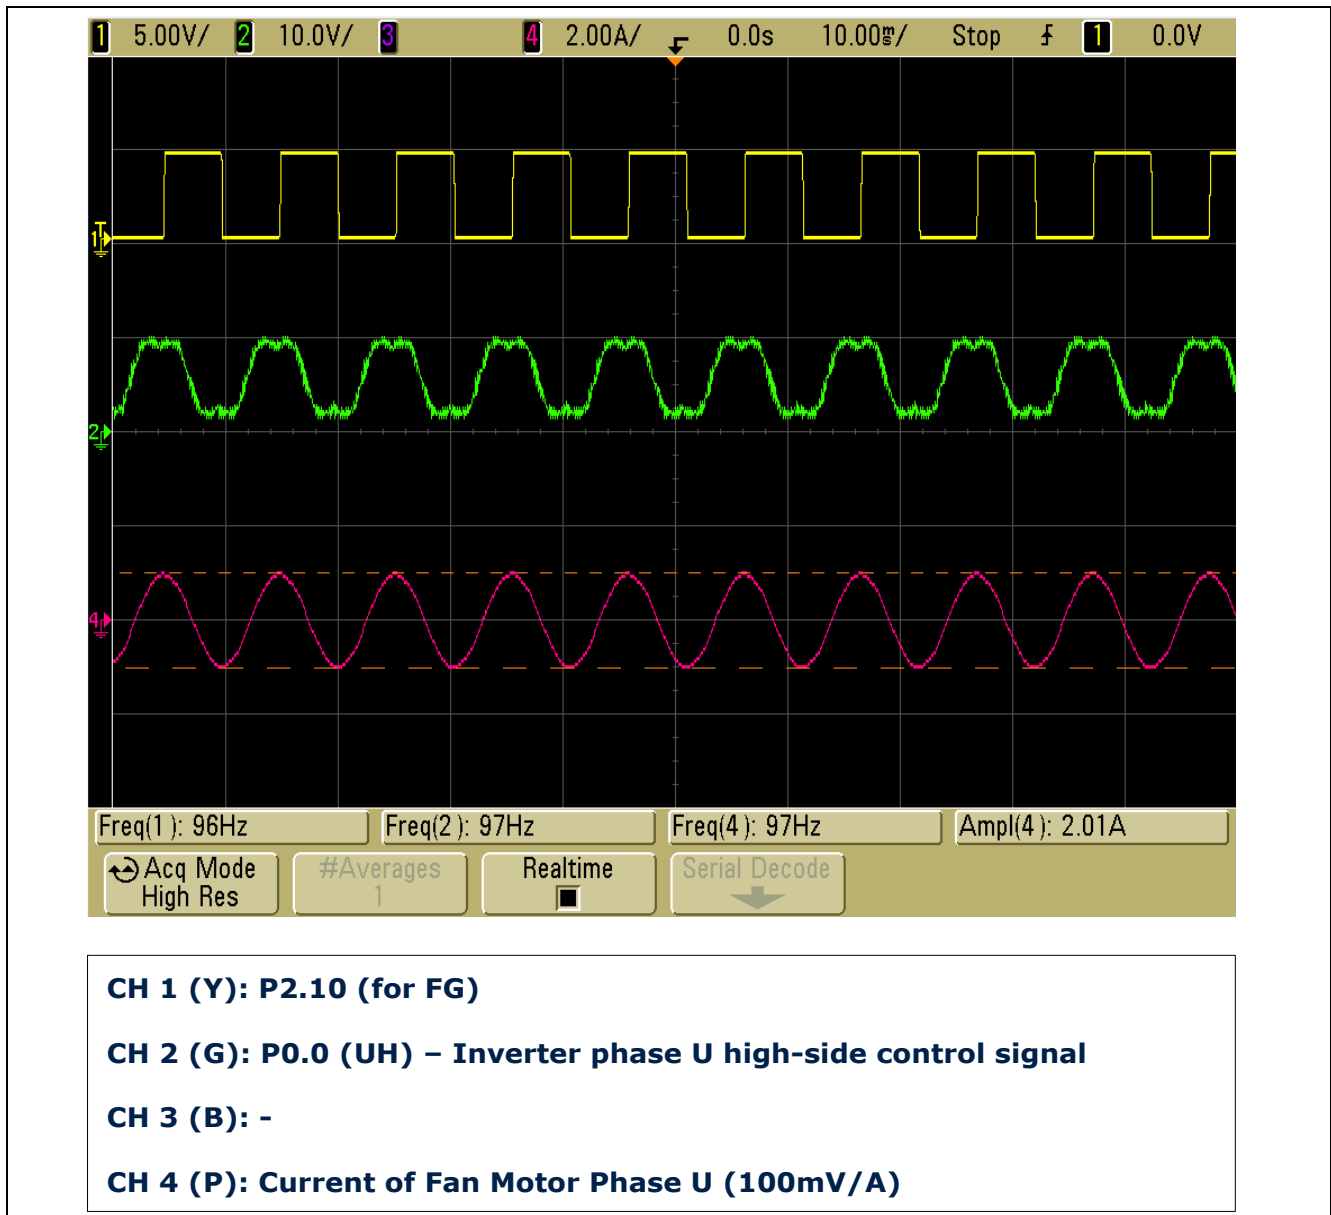 1 5.00V/ 2 10.0V/ 3 4 2.00A/ 0.0s 10.00ms/ Stop 1 0.0V
T
1
2
4
Freq(1): 96Hz Freq(2): 97Hz Freq(4): 97Hz Ampl(4): 2.01A
Acq Mode #Averages Realtime Serial Decode
High Res 1
CH 1 (Y): P2.10 (for FG)
CH 2 (G): P0.0 (UH) – Inverter phase U high-side control signal
CH 3 (B): -
CH 4 (P): Current of Fan Motor Phase U (100mV/A)